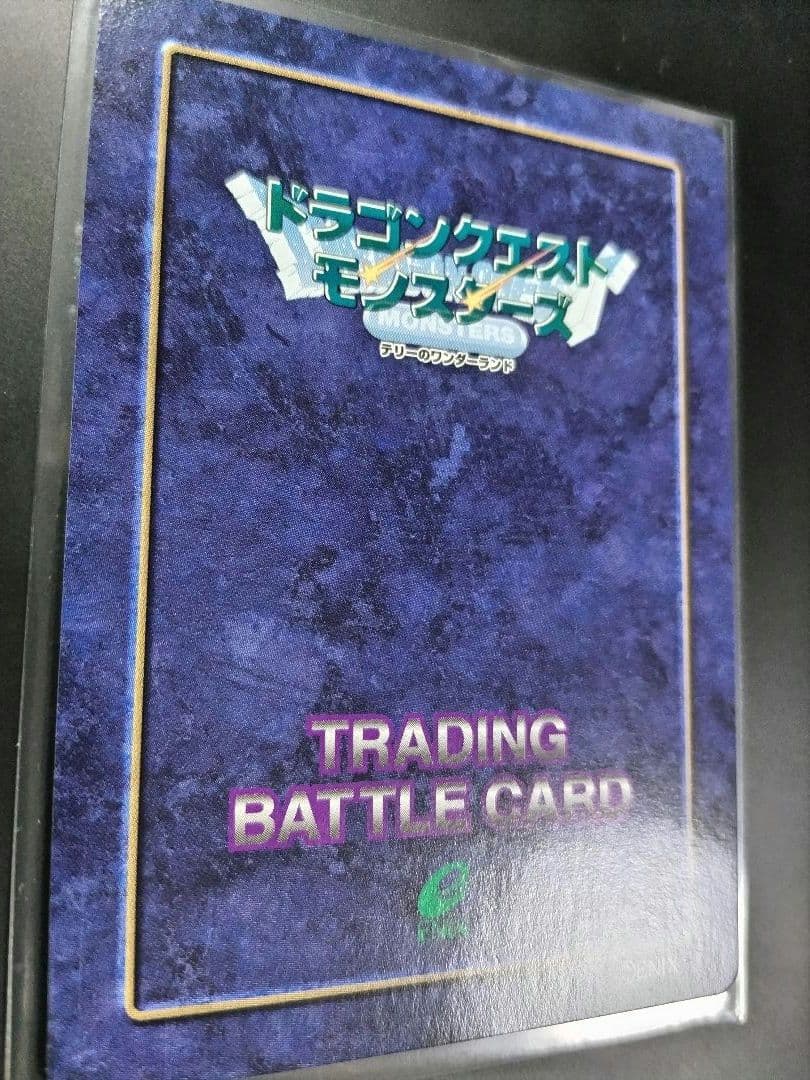 ドラゴンクエスト
モンスターズ
MONSTERS
テリーのワンダーランド
TRADING
BATTLE CARD
ENIX